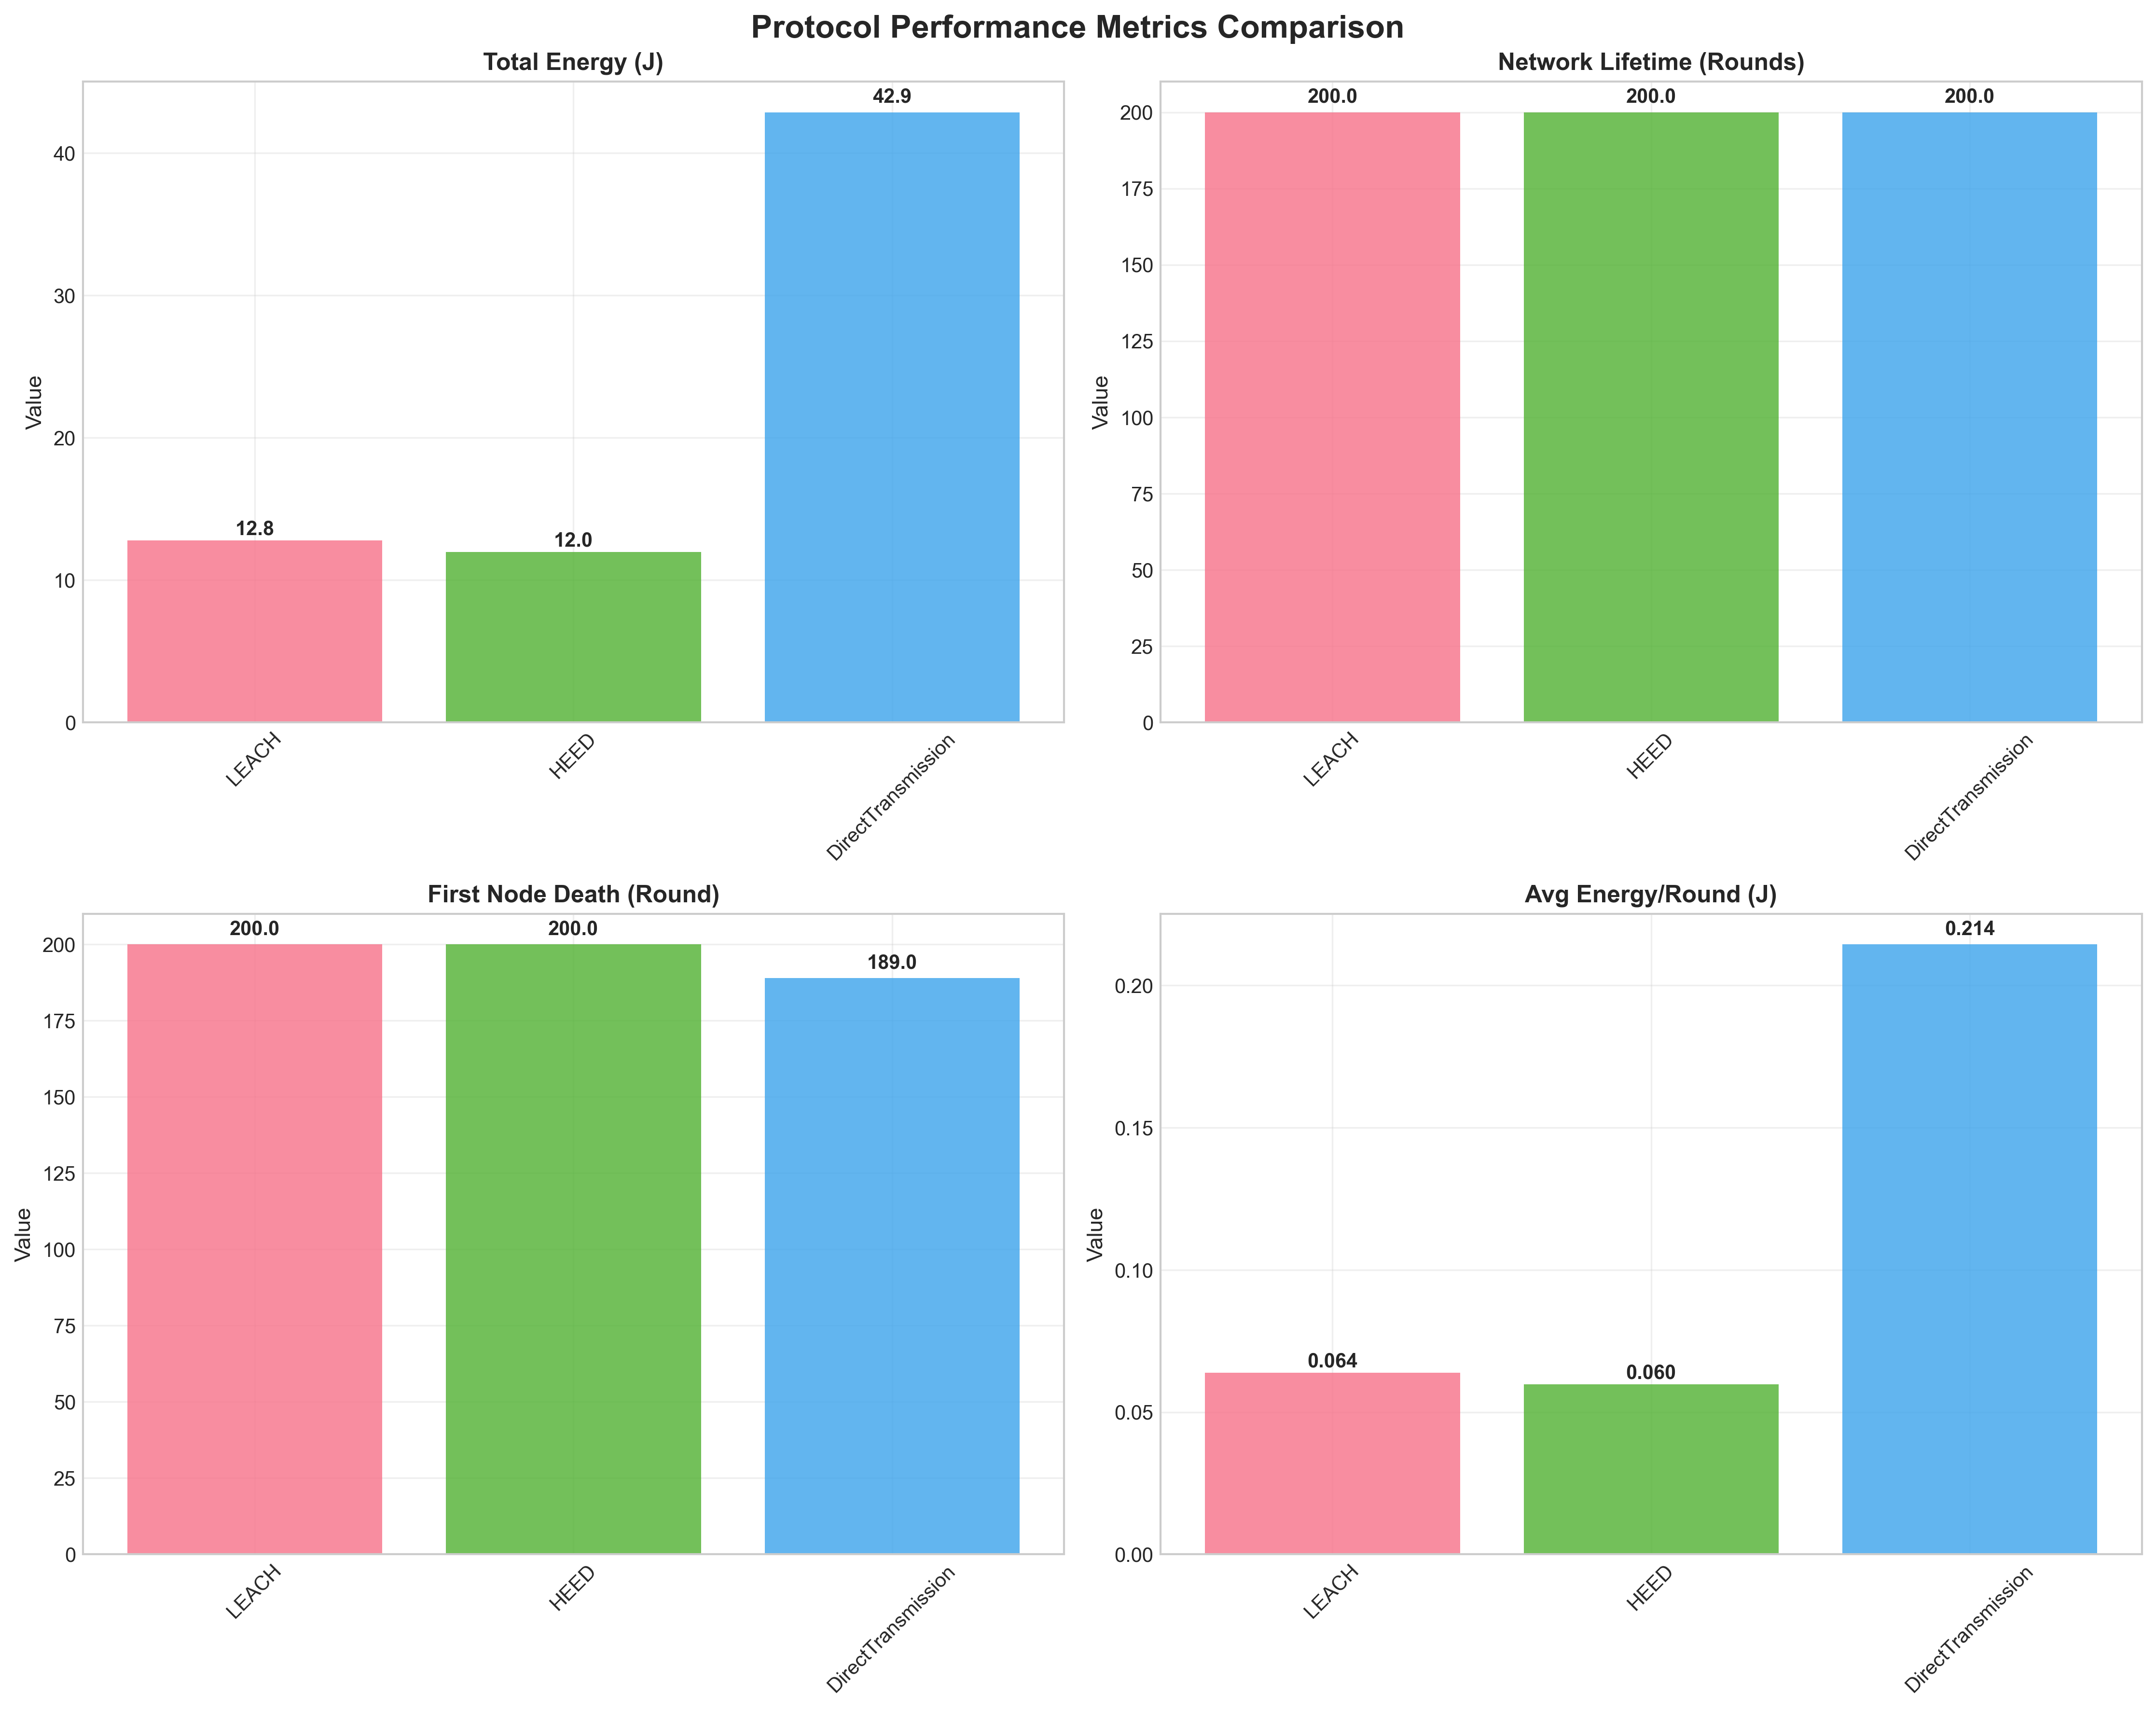 Protocol Performance Metrics Comparison
Total Energy (J)
Value
0
10
20
30
40
12.8
12.0
42.9
LEACH
HEED
DirectTransmission
Network Lifetime (Rounds)
Value
0
25
50
75
100
125
150
175
200
200.0
200.0
200.0
LEACH
HEED
DirectTransmission
First Node Death (Round)
Value
0
25
50
75
100
125
150
175
200
200.0
200.0
189.0
LEACH
HEED
DirectTransmission
Avg Energy/Round (J)
Value
0.00
0.05
0.10
0.15
0.20
0.064
0.060
0.214
LEACH
HEED
DirectTransmission